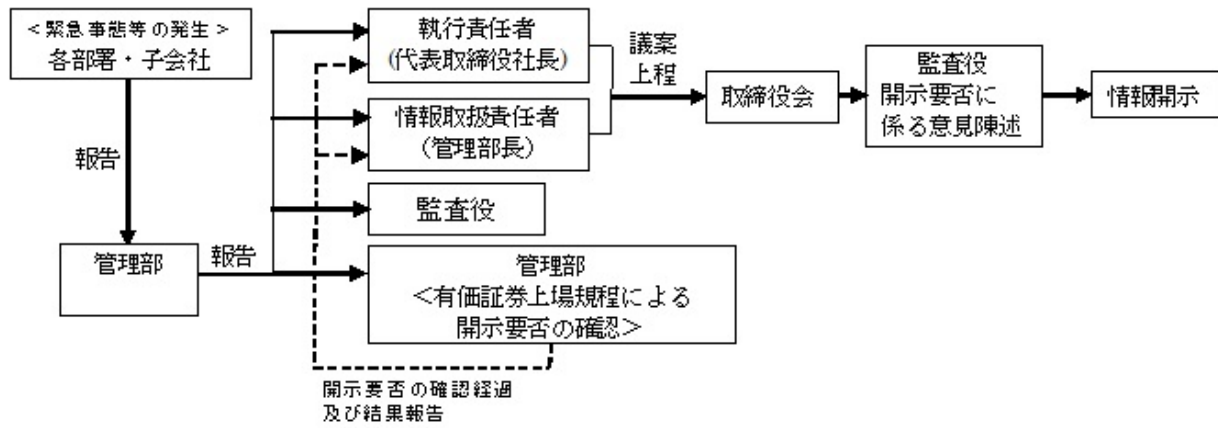 ＜緊急事態等の発生＞
各部署・子会社
報告
管理部
報告
執行責任者
(代表取締役社長)
情報取扱責任者
（管理部長）
監査役
管理部
＜有価証券上場規程による
開示要否の確認＞
開示要否の確認経過
及び結果報告
議案
上程
取締役会
監査役
開示要否に
係る意見陳述
情報開示